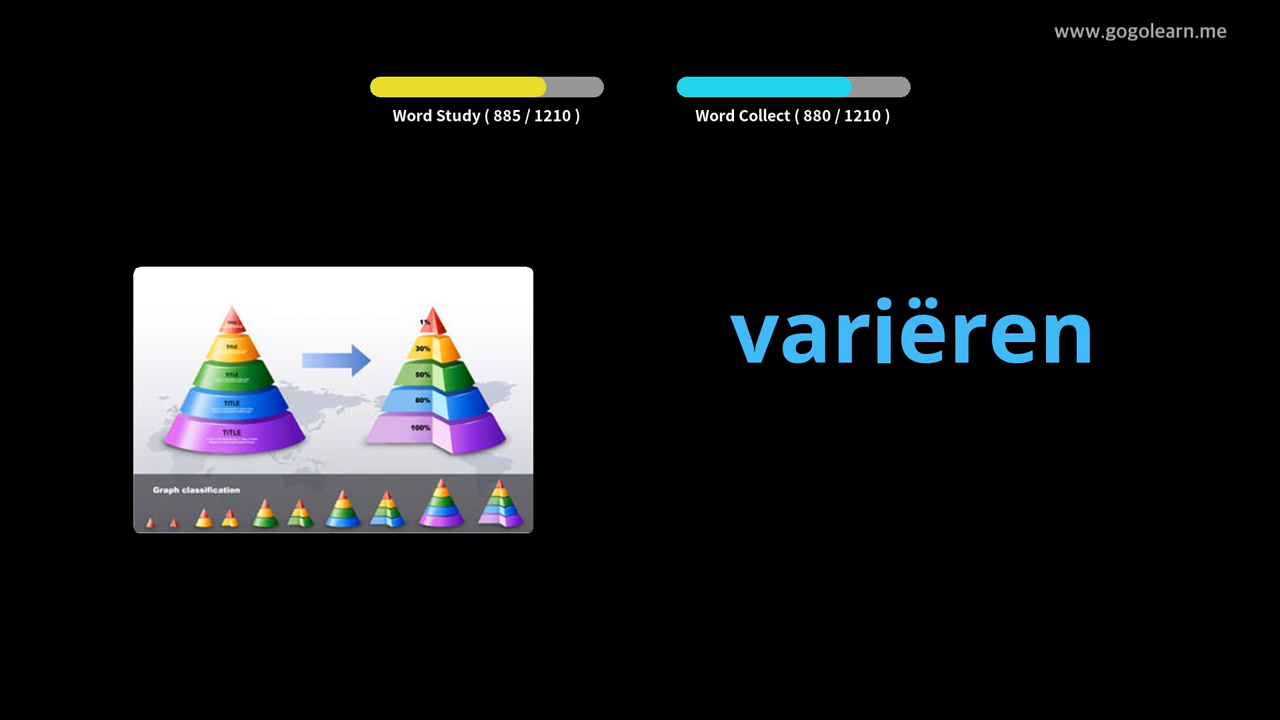 www.gogolearn.me
Word Study ( 885 / 1210 )
Word Collect ( 880 / 1210 )
variëren
TITLE
TITLE
TITLE
TITLE
1%
30%
50%
80%
100%
Graph classification